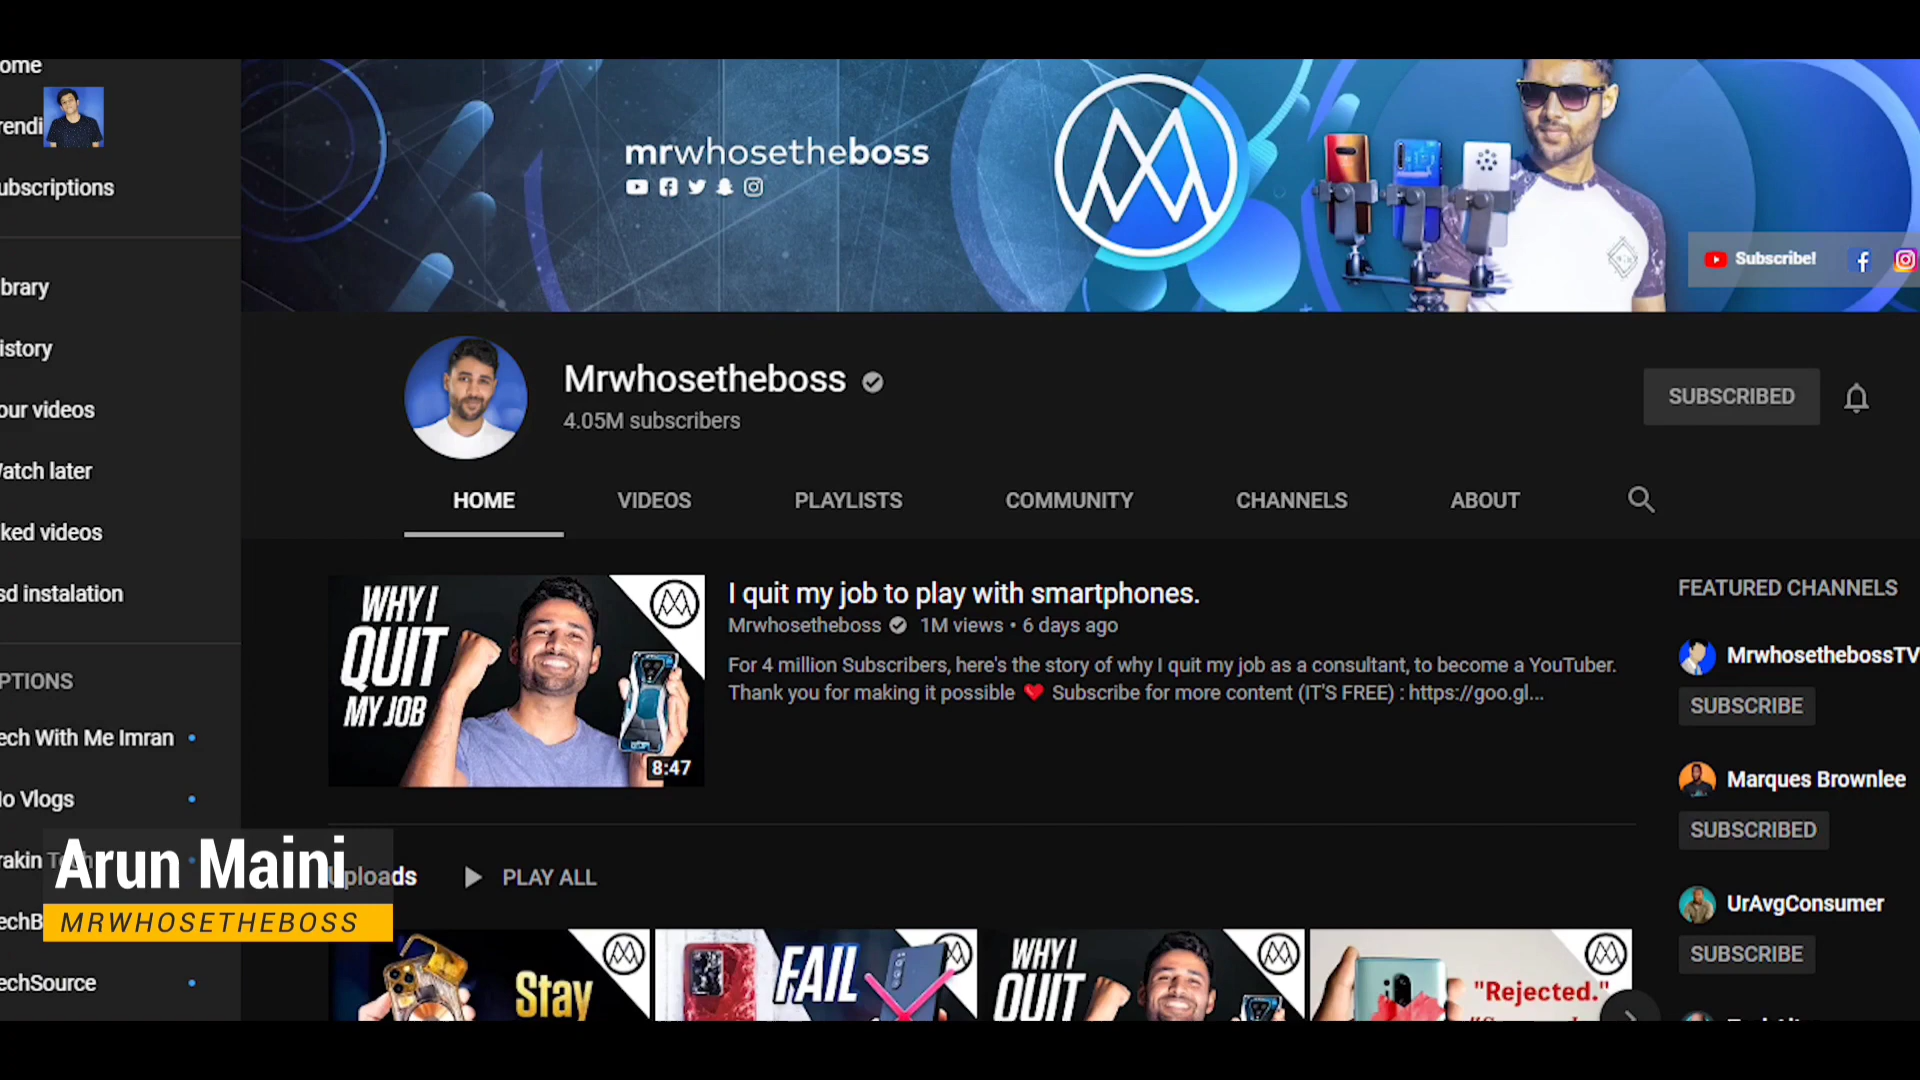 ome
rendi
ubscriptions
brary
istory
our videos
atch later
ked videos
sd instalation
PTIONS
ech With Me Imran
lo Vlogs
rakin
echB
echSource
mrwhosetheboss
Subscribe!
Mrwhosetheboss
4.05M subscribers
SUBSCRIBED
HOME VIDEOS PLAYLISTS COMMUNITY CHANNELS ABOUT
WHY I
QUIT
MY JOB
8:47
I quit my job to play with smartphones.
Mrwhosetheboss 1M views • 6 days ago
For 4 million Subscribers, here's the story of why I quit my job as a consultant, to become a YouTuber.
Thank you for making it possible ❤ Subscribe for more content (IT'S FREE) : https://goo.gl...
FEATURED CHANNELS
MrwhosethebossTV
SUBSCRIBE
Marques Brownlee
SUBSCRIBED
UrAvgConsumer
SUBSCRIBE
Arun Maini
MRWHOSETHEBOSS
ploads PLAY ALL
Stay
FAIL
WHY I
QUIT
"Rejected."